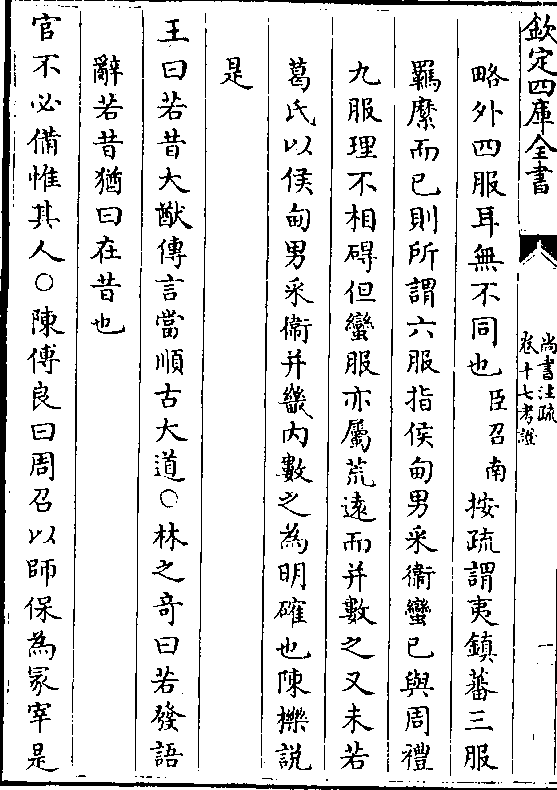 欽定四庫全書
尚書注疏
卷十七考證
略外四服耳無不同也臣召南按疏謂夷鎮蕃三服
羈縻而已則所謂六服指侯甸男采衞蠻已與周禮
九服理不相碍但蠻服亦屬荒遠而并數之又未若
葛氏以侯甸男采衞并畿内數之為明確也陳櫟説
是
王曰若昔大猷傳言當順古大道○林之奇曰若發語
辭若昔猶曰在昔也
官不必備惟其人○陳傅良曰周召以師保為冢宰是